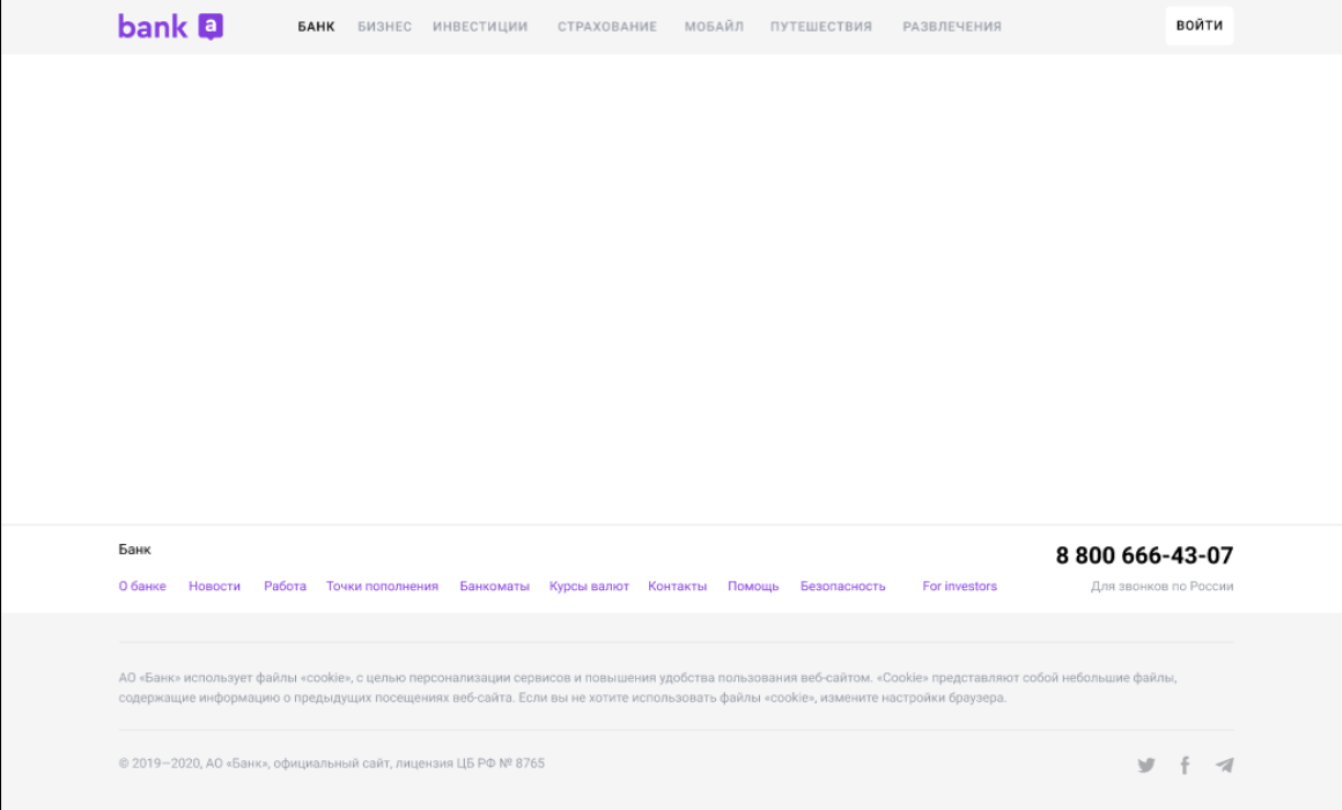 bank a
БАНК БИЗНЕС ИНВЕСТИЦИИ СТРАХОВАНИЕ МОБАЙЛ ПУТЕШЕСТВИЯ РАЗВЛЕЧЕНИЯ ВОЙТИ
Банк
8 800 666-43-07
О банке Новости Работа Точки пополнения Банкоматы Курсы валют Контакты Помощь Безопасность For investors
Для звонков по России
АО «Банк» использует файлы «cookie», с целью персонализации сервисов и повышения удобства пользования веб-сайтом. «Cookie» представляют собой небольшие файлы,
содержащие информацию о предыдущих посещениях веб-сайта. Если вы не хотите использовать файлы «cookie», измените настройки браузера.
© 2019—2020, АО «Банк», официальный сайт, лицензия ЦБ РФ № 8765